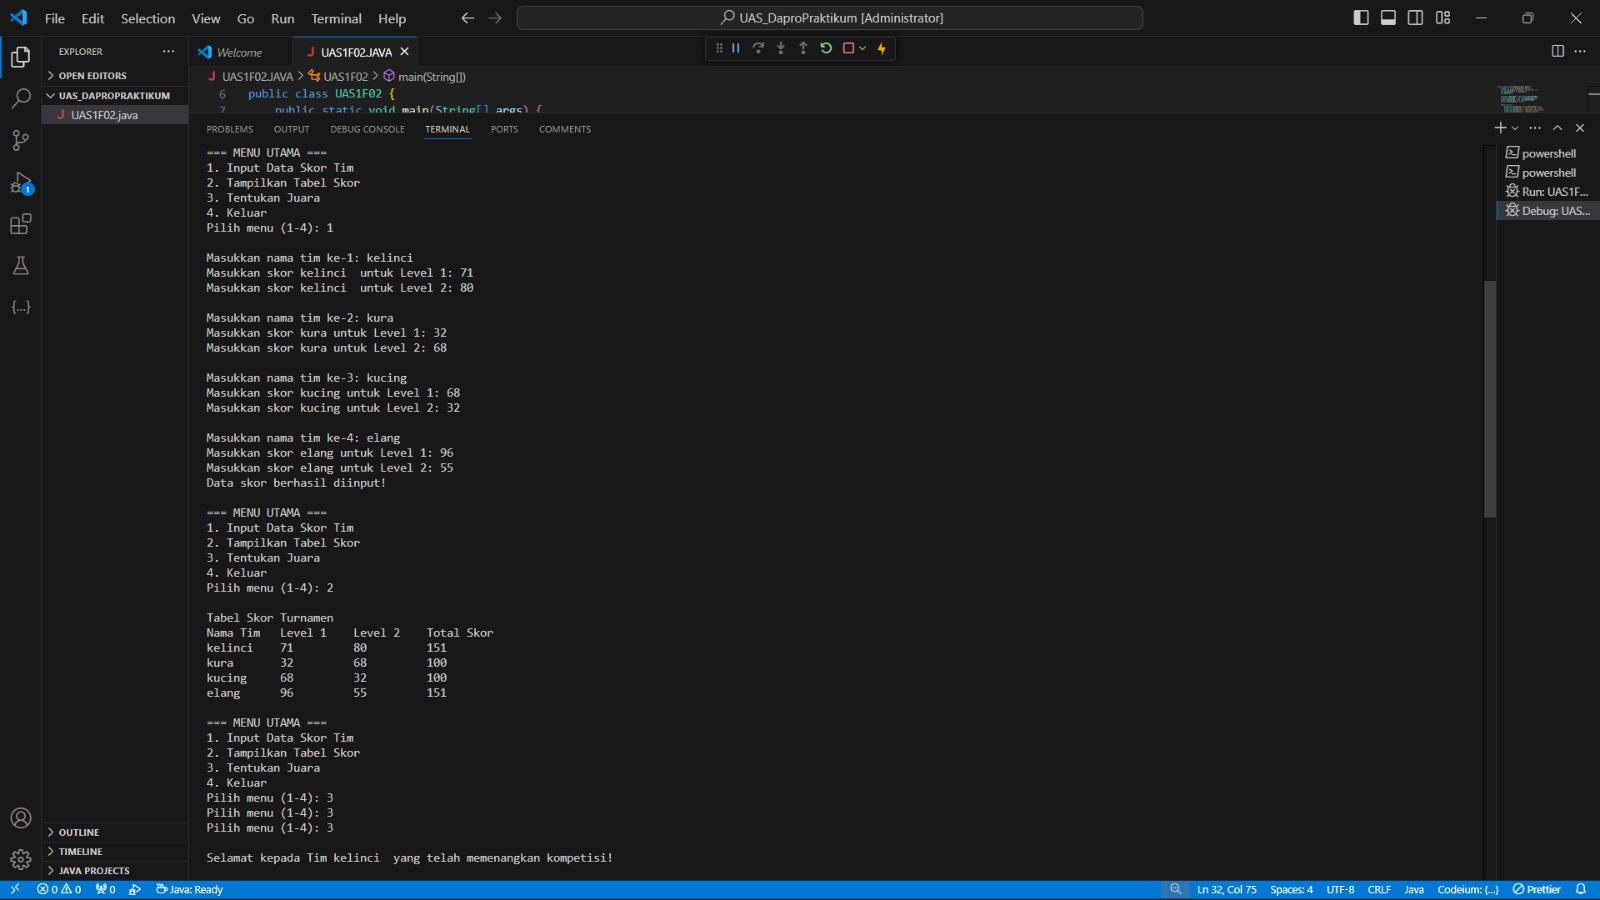 File Edit Selection View Go Run Terminal Help
UAS_DaproPraktikum [Administrator]
EXPLORER
OPEN EDITORS
UAS_DAPROPRAKTIKUM
J UAS1F02.java
Welcome
J UAS1F02.JAVA
J UAS1F02.JAVA > UAS1F02 > main(String[])
6 public class UAS1F02 {
7 public static void main(String[] args) {
PROBLEMS OUTPUT DEBUG CONSOLE TERMINAL PORTS COMMENTS
=== MENU UTAMA ===
1. Input Data Skor Tim
2. Tampilkan Tabel Skor
3. Tentukan Juara
4. Keluar
Pilih menu (1-4): 1
Masukkan nama tim ke-1: kelinci
Masukkan skor kelinci  untuk Level 1: 71
Masukkan skor kelinci  untuk Level 2: 80
Masukkan nama tim ke-2: kura
Masukkan skor kura untuk Level 1: 32
Masukkan skor kura untuk Level 2: 68
Masukkan nama tim ke-3: kucing
Masukkan skor kucing untuk Level 1: 68
Masukkan skor kucing untuk Level 2: 32
Masukkan nama tim ke-4: elang
Masukkan skor elang untuk Level 1: 96
Masukkan skor elang untuk Level 2: 55
Data skor berhasil diinput!
=== MENU UTAMA ===
1. Input Data Skor Tim
2. Tampilkan Tabel Skor
3. Tentukan Juara
4. Keluar
Pilih menu (1-4): 2
Tabel Skor Turnamen
Nama Tim   Level 1    Level 2    Total Skor
kelinci    71         80         151
kura       32         68         100
kucing     68         32         100
elang      96         55         151
=== MENU UTAMA ===
1. Input Data Skor Tim
2. Tampilkan Tabel Skor
3. Tentukan Juara
4. Keluar
Pilih menu (1-4): 3
Pilih menu (1-4): 3
Pilih menu (1-4): 3
Selamat kepada Tim kelinci  yang telah memenangkan kompetisi!
powershell
powershell
Run: UAS1F...
Debug: UAS...
1
OUTLINE
TIMELINE
JAVA PROJECTS
0 0 0 Java: Ready
Ln 32, Col 75 Spaces: 4 UTF-8 CRLF Java Codeium: {...} Prettier